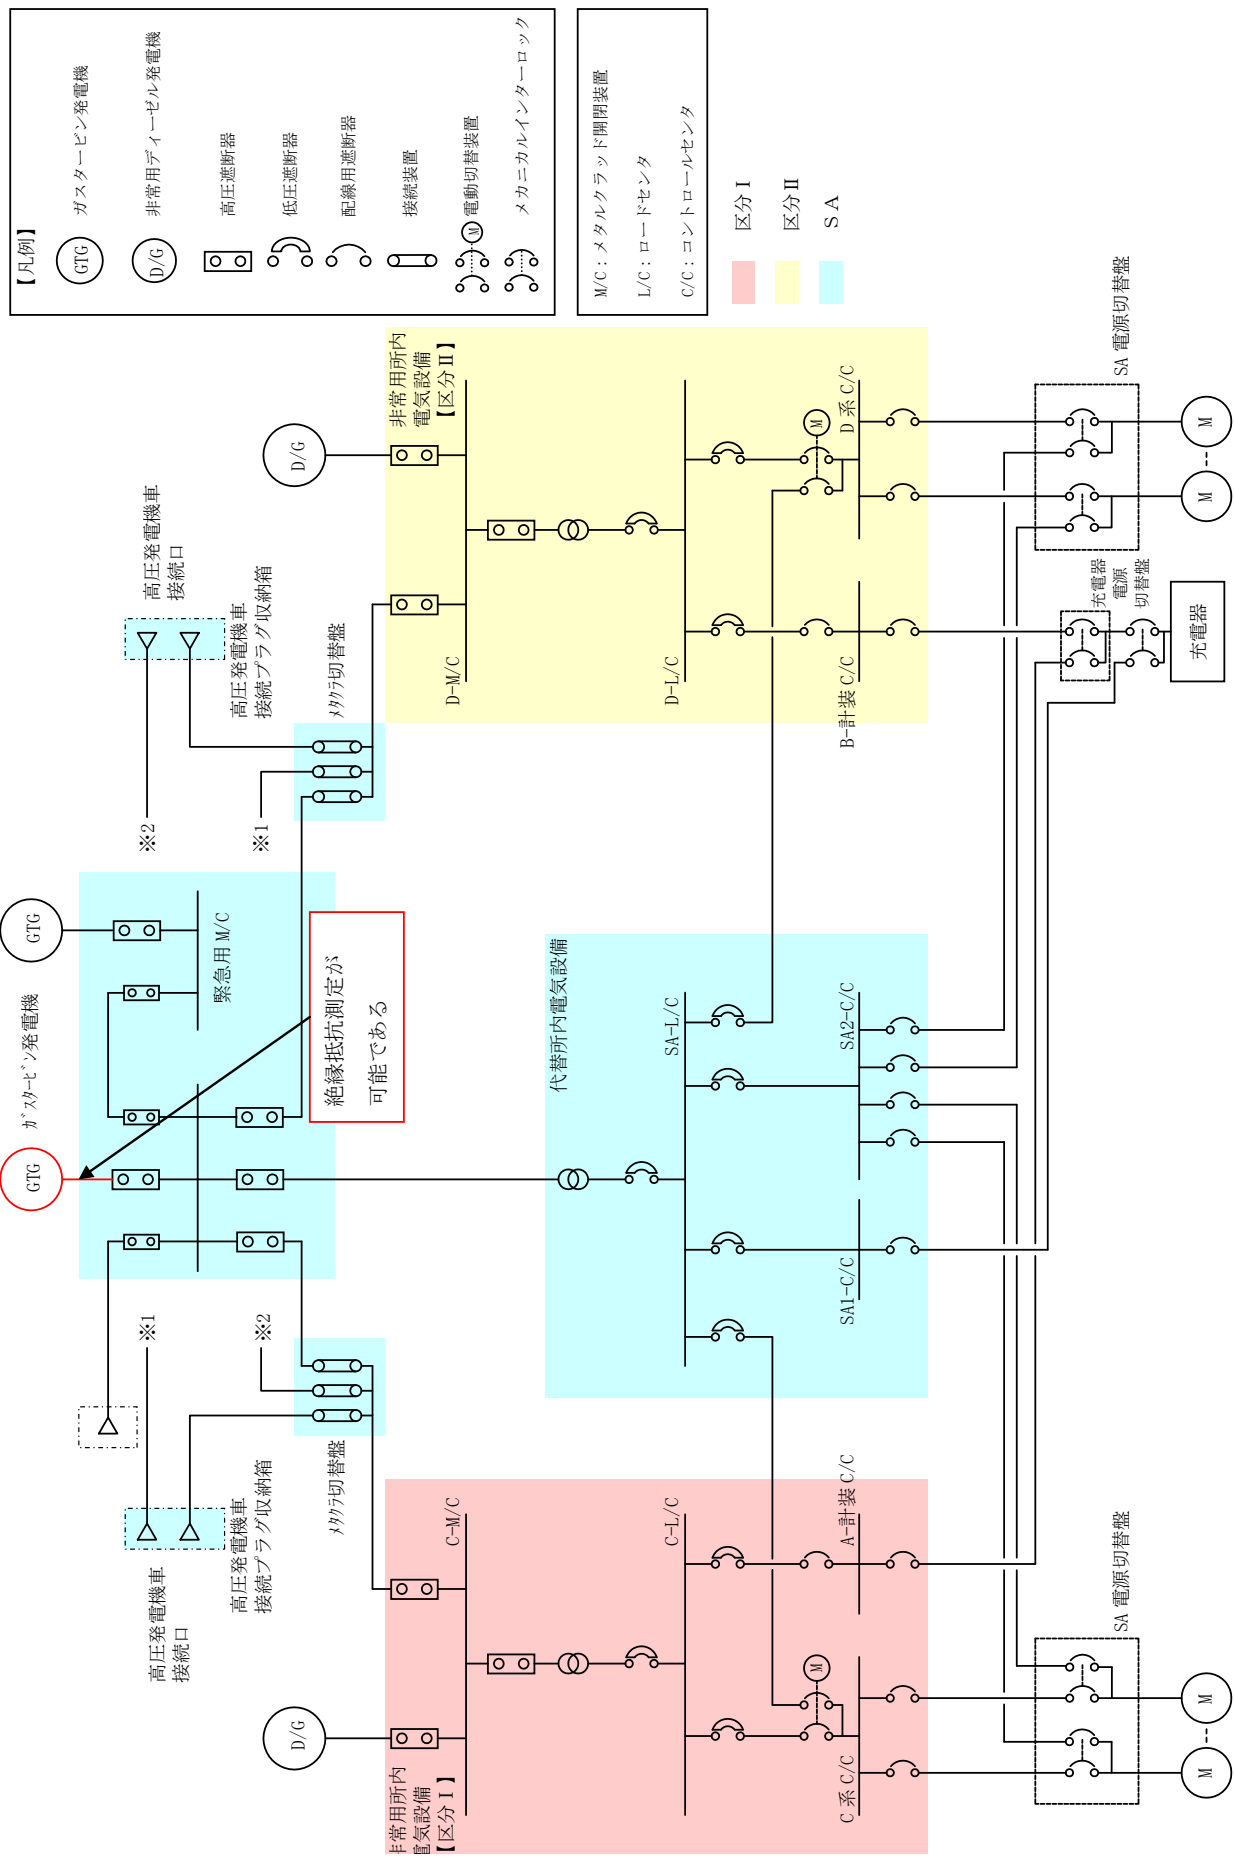 【凡例】
GTG
ガスタービン発電機
D/G
非常用ディーゼル発電機
高圧遮断器
低圧遮断器
配線用遮断器
接続装置
M
電動切替装置
メカニカルインターロック
M/C：メタルクラッド開閉装置
L/C：ロードセンタ
C/C：コントロールセンタ
区分Ⅰ
区分Ⅱ
ＳＡ
GTG
GTG
ｶﾞｽﾀｰﾋﾞﾝ発電機
緊急用 M/C
絶縁抵抗測定が
可能である
高圧発電機車
接続口
高圧発電機車
接続プラグ収納箱
※2
※1
ﾒﾀｸﾗ切替盤
D/G
非常用所内
電気設備
【区分Ⅱ】
D-M/C
D-L/C
M
D 系 C/C
B-計装 C/C
SA 電源切替盤
M
M
充電器
電源
切替盤
充電器
代替所内電気設備
SA-L/C
SA2-C/C
SA1-C/C
※1
※2
高圧発電機車
接続口
高圧発電機車
接続プラグ収納箱
ﾒﾀｸﾗ切替盤
D/G
非常用所内
電気設備
【区分Ⅰ】
C-M/C
C-L/C
M
A-計装 C/C
C 系 C/C
SA 電源切替盤
M
M